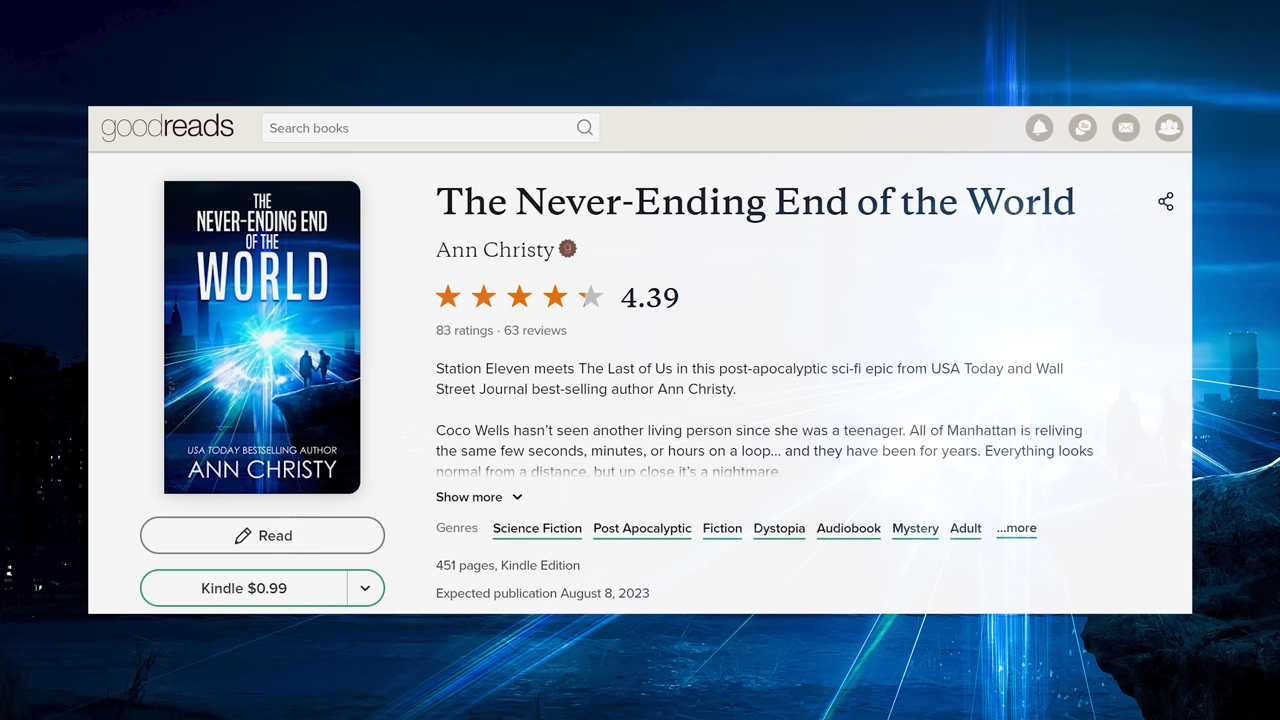 goodreads
Search books
THE
NEVER-ENDING END
OF THE
WORLD
USA TODAY BESTSELLING AUTHOR
ANN CHRISTY
Read
Kindle $0.99
The Never-Ending End of the World
Ann Christy
4.39
83 ratings · 63 reviews
Station Eleven meets The Last of Us in this post-apocalyptic sci-fi epic from USA Today and Wall
Street Journal best-selling author Ann Christy.
Coco Wells hasn’t seen another living person since she was a teenager. All of Manhattan is reliving
the same few seconds, minutes, or hours on a loop... and they have been for years. Everything looks
normal from a distance, but up close it’s a nightmare.
Show more
Genres Science Fiction Post Apocalyptic Fiction Dystopia Audiobook Mystery Adult ...more
451 pages, Kindle Edition
Expected publication August 8, 2023